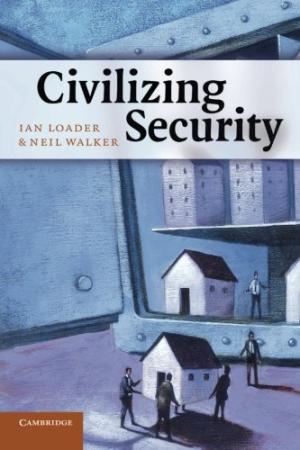 Civilizing
IAN LOADER
& NEIL WALKER
Security
CAMBRIDGE